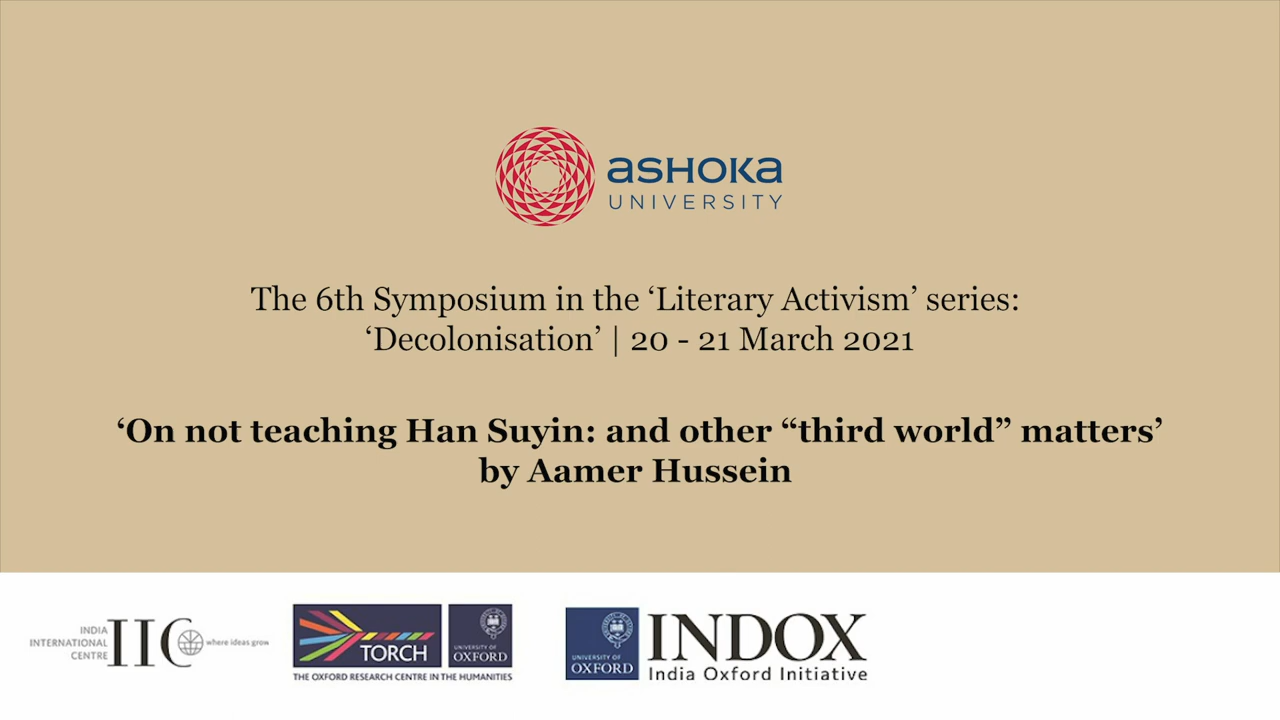 ASHOKA
UNIVERSITY
The 6th Symposium in the ‘Literary Activism’ series:
‘Decolonisation’ | 20 - 21 March 2021
‘On not teaching Han Suyin: and other “third world” matters’
by Aamer Hussein
INDIA
INTERNATIONAL
CENTRE
IIC
where ideas grow
TORCH
UNIVERSITY OF
OXFORD
THE OXFORD RESEARCH CENTRE IN THE HUMANITIES
UNIVERSITY OF
OXFORD
INDOX
India Oxford Initiative